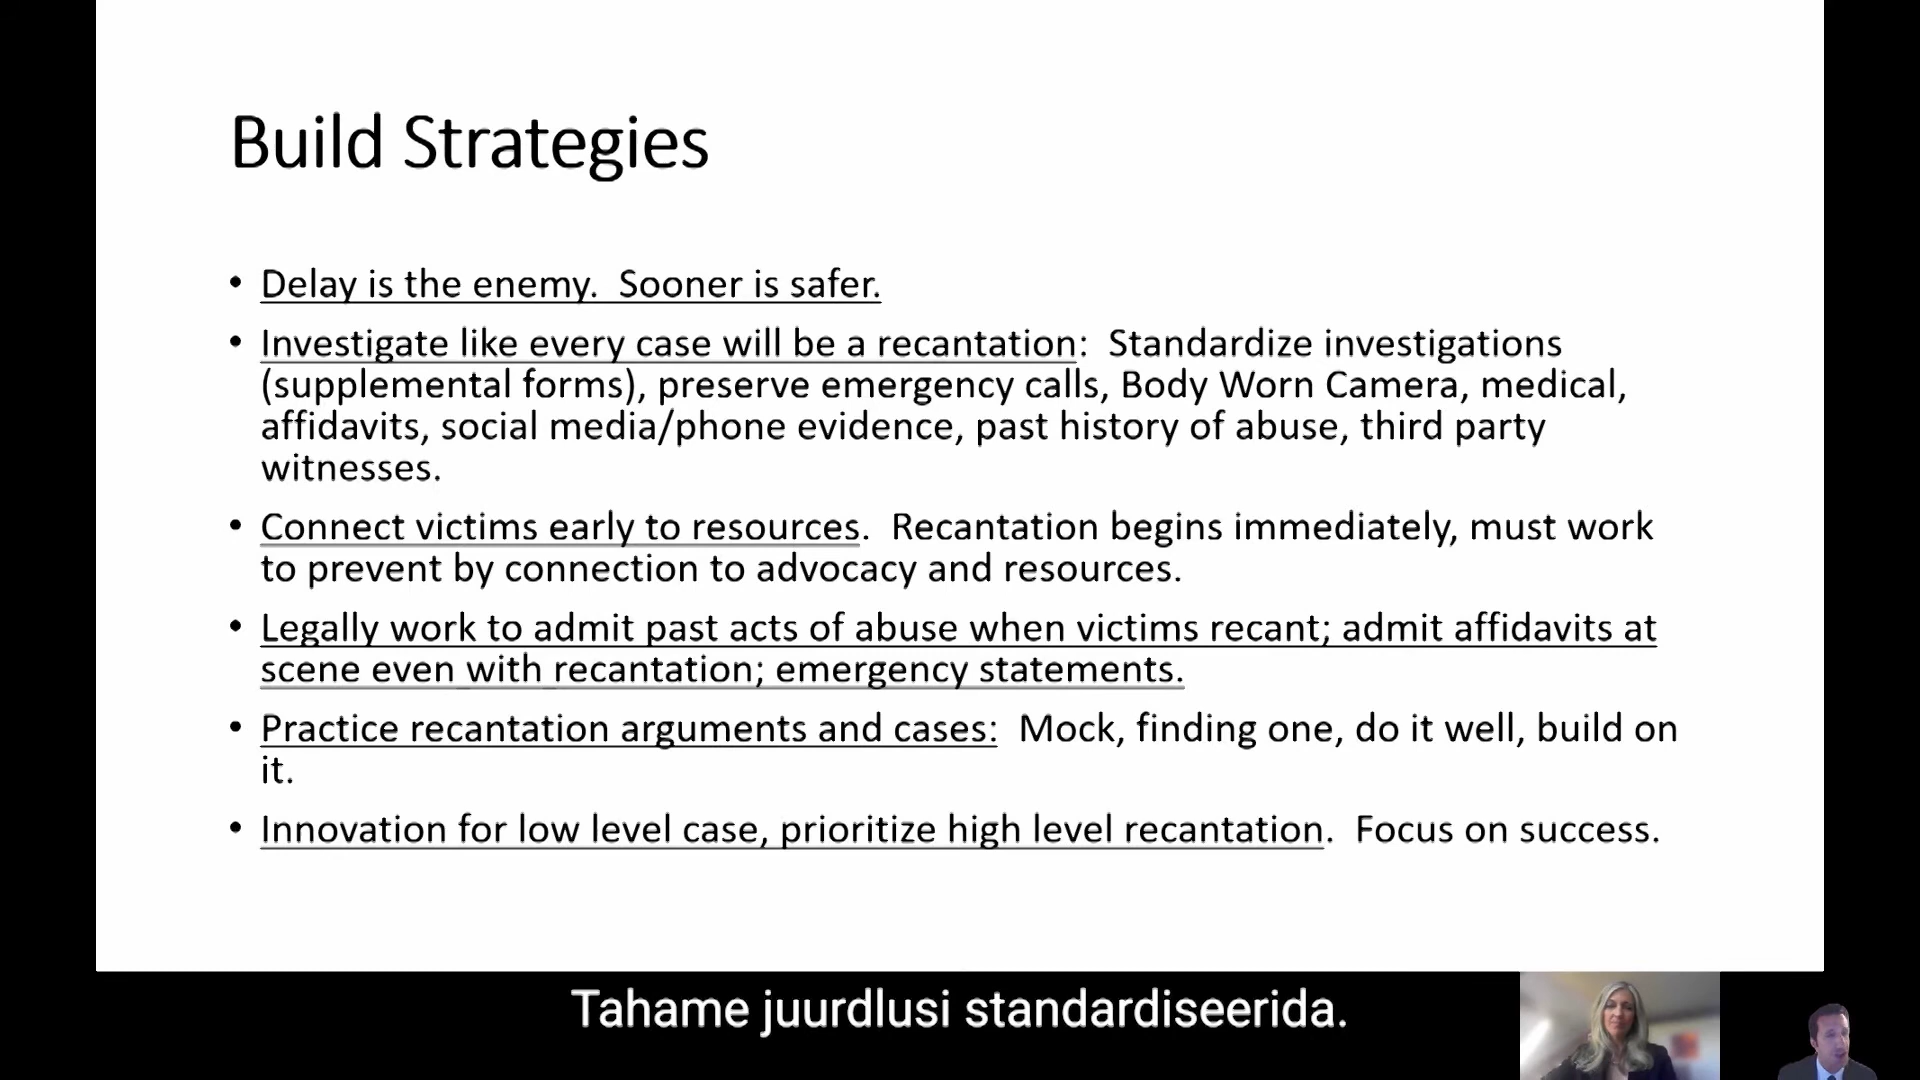 Build Strategies
• Delay is the enemy.  Sooner is safer.
• Investigate like every case will be a recantation:  Standardize investigations
(supplemental forms), preserve emergency calls, Body Worn Camera, medical,
affidavits, social media/phone evidence, past history of abuse, third party
witnesses.
• Connect victims early to resources.  Recantation begins immediately, must work
to prevent by connection to advocacy and resources.
• Legally work to admit past acts of abuse when victims recant; admit affidavits at
scene even with recantation; emergency statements.
• Practice recantation arguments and cases:  Mock, finding one, do it well, build on
it.
• Innovation for low level case, prioritize high level recantation.  Focus on success.
Tahame juurdlusi standardiseerida.